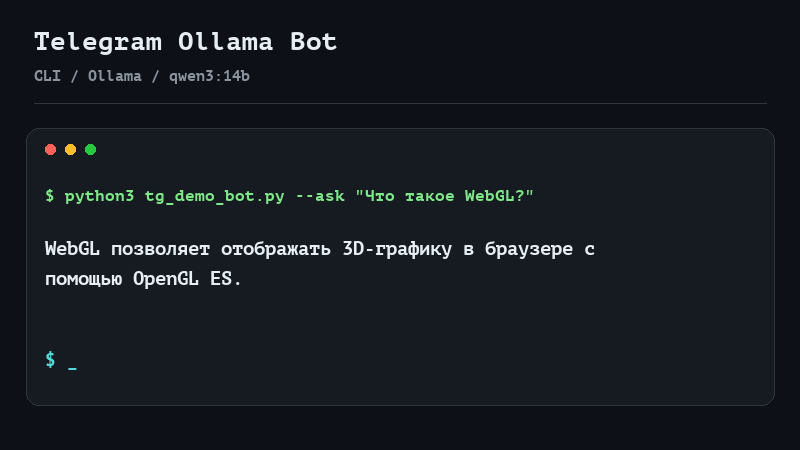 Telegram Ollama Bot
CLI / Ollama / qwen3:14b
$ python3 tg_demo_bot.py --ask "Что такое WebGL?"
WebGL позволяет отображать 3D-графику в браузере с
помощью OpenGL ES.
$ _